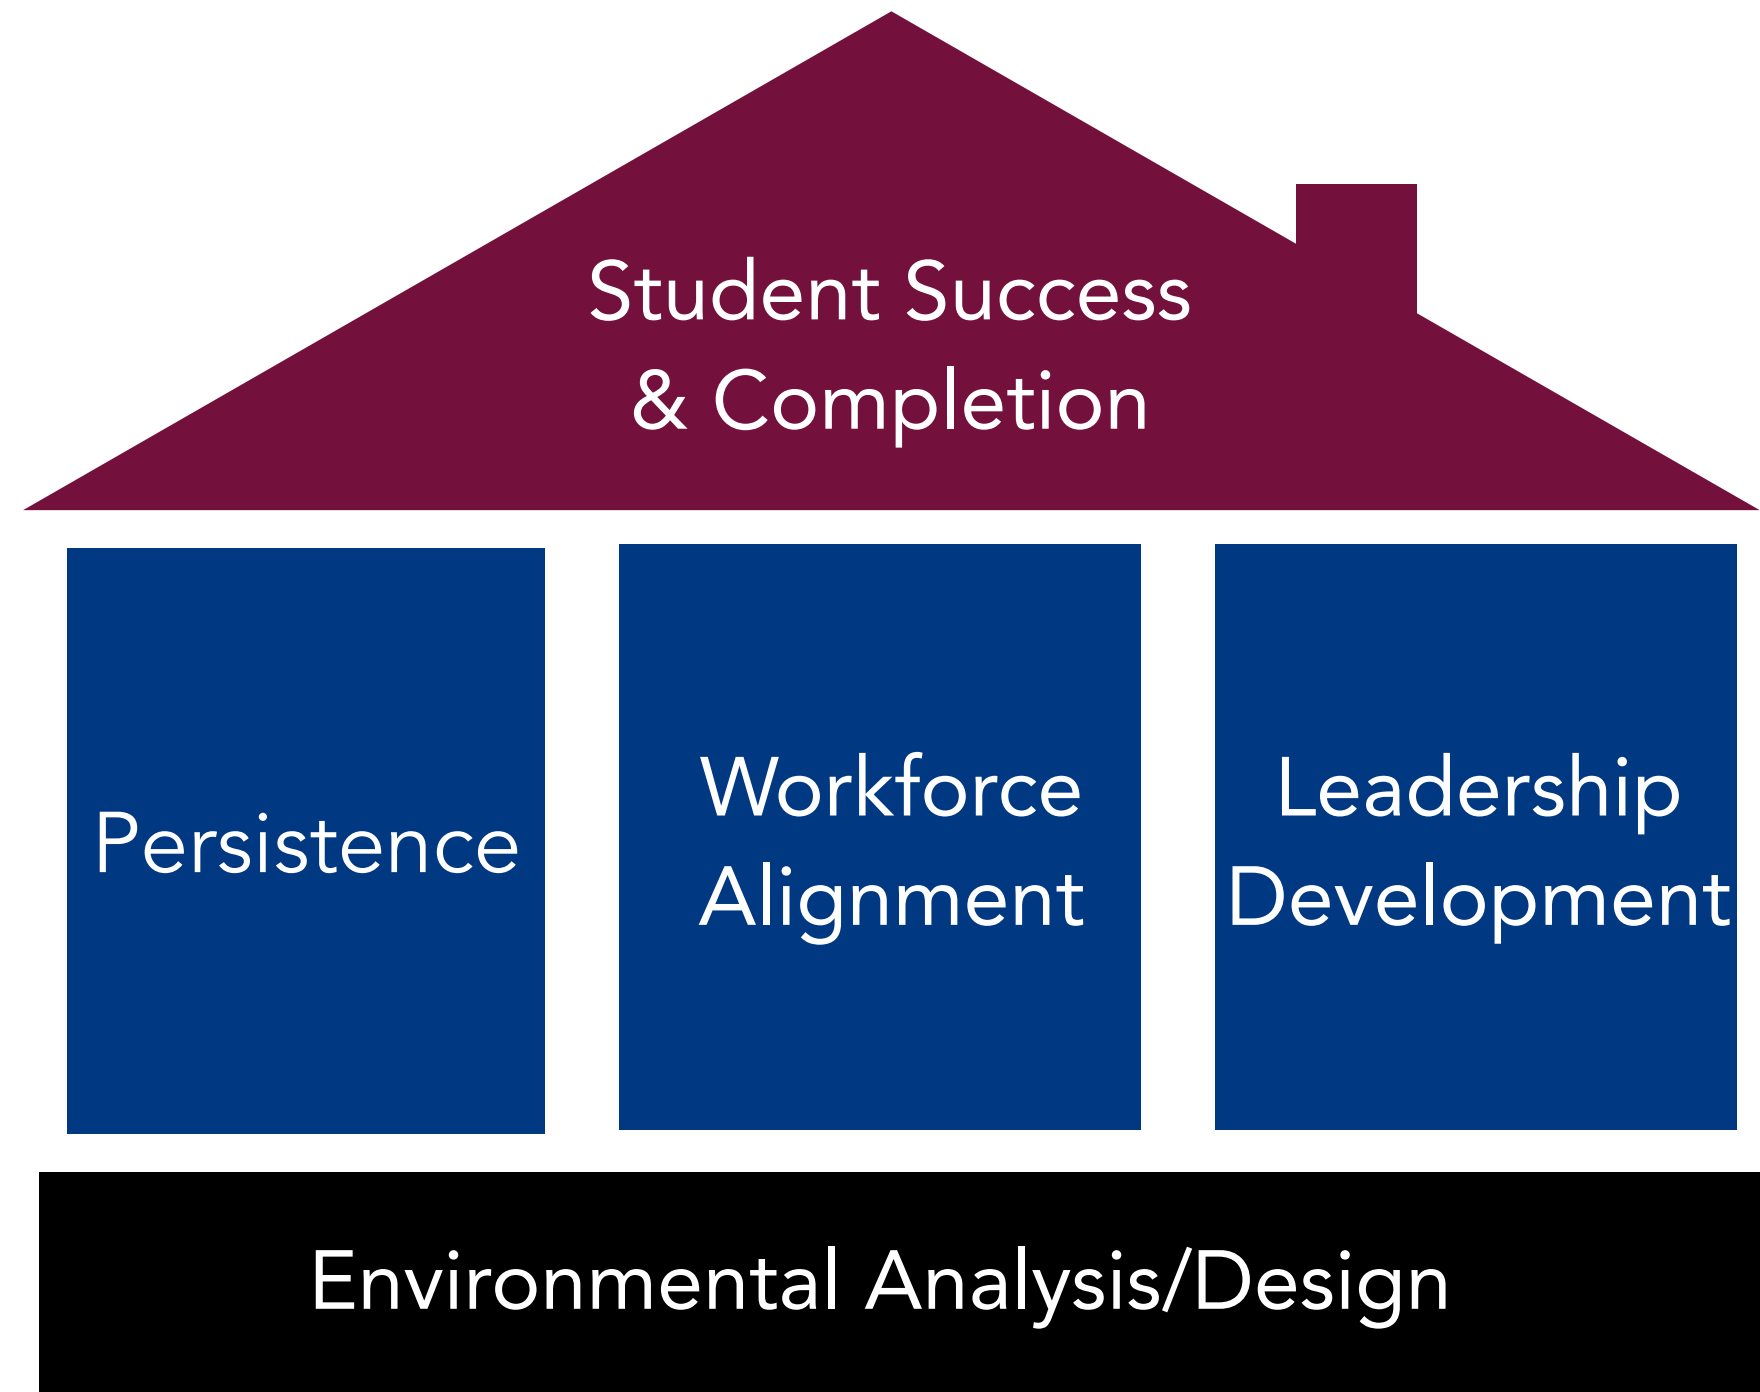 Student Success
& Completion
Persistence
Workforce
Alignment
Leadership
Development
Environmental Analysis/Design